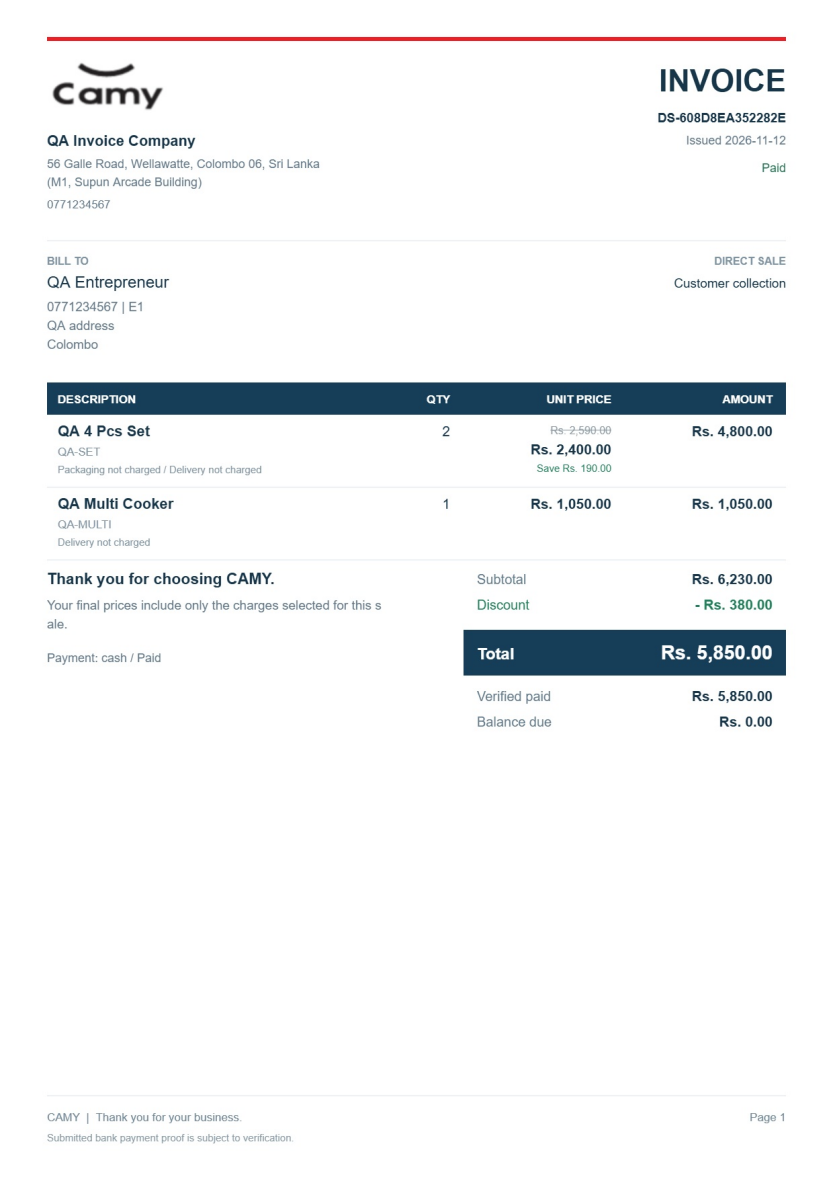 Camy
INVOICE
DS-608D8EA352282E
QA Invoice Company
Issued 2026-11-12
56 Galle Road, Wellawatte, Colombo 06, Sri Lanka
Paid
(M1, Supun Arcade Building)
0771234567
BILL TO
DIRECT SALE
QA Entrepreneur
Customer collection
0771234567 | E1
QA address
Colombo
DESCRIPTION QTY UNIT PRICE AMOUNT
QA 4 Pcs Set 2 Rs. 2,590.00 Rs. 4,800.00
QA-SET Rs. 2,400.00
Packaging not charged / Delivery not charged Save Rs. 190.00
QA Multi Cooker 1 Rs. 1,050.00 Rs. 1,050.00
QA-MULTI
Delivery not charged
Thank you for choosing CAMY.
Subtotal Rs. 6,230.00
Your final prices include only the charges selected for this s
ale.
Discount - Rs. 380.00
Payment: cash / Paid
Total Rs. 5,850.00
Verified paid Rs. 5,850.00
Balance due Rs. 0.00
CAMY | Thank you for your business.
Page 1
Submitted bank payment proof is subject to verification.